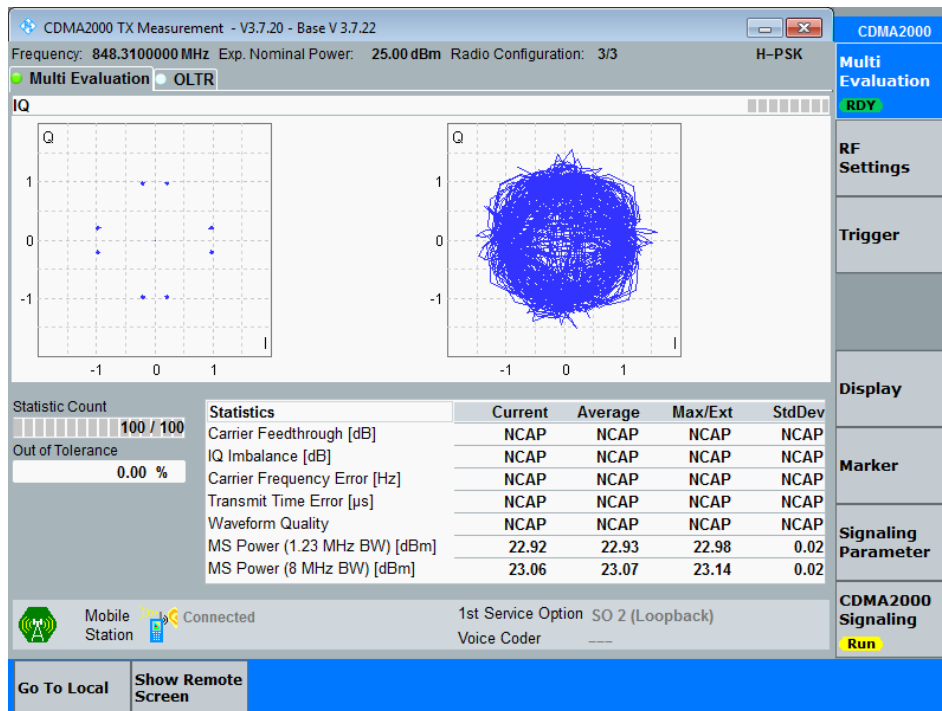 CDMA2000 TX Measurement - V3.7.20 - Base V 3.7.22
CDMA2000
Frequency: 848.3100000 MHz Exp. Nominal Power: 25.00 dBm Radio Configuration: 3/3 H-PSK
Multi Evaluation OLTR
Multi
Evaluation
RDY
IQ
Q
1
0
-1
I
-1 0 1
Q
1
0
-1
I
-1 0 1
RF
Settings
Trigger
Display
Marker
Signaling
Parameter
CDMA2000
Signaling
Run
Statistic Count
100 / 100
Out of Tolerance
0.00 %
Statistics Current Average Max/Ext StdDev
Carrier Feedthrough [dB] NCAP NCAP NCAP NCAP
IQ Imbalance [dB] NCAP NCAP NCAP NCAP
Carrier Frequency Error [Hz] NCAP NCAP NCAP NCAP
Transmit Time Error [µs] NCAP NCAP NCAP NCAP
Waveform Quality NCAP NCAP NCAP NCAP
MS Power (1.23 MHz BW) [dBm] 22.92 22.93 22.98 0.02
MS Power (8 MHz BW) [dBm] 23.06 23.07 23.14 0.02
Mobile
Station
Connected
1st Service Option SO 2 (Loopback)
Voice Coder ---
Go To Local
Show Remote
Screen